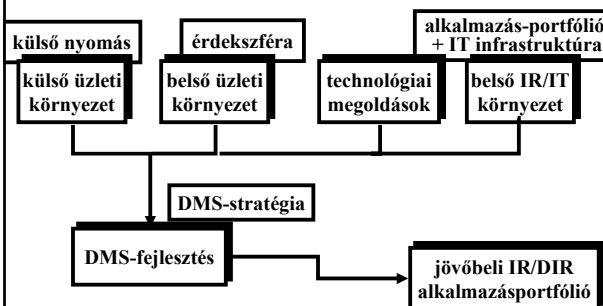 külső nyomás
érdekszféra
alkalmazás-portfólió
+ IT infrastruktúra
külső üzleti
környezet
belső üzleti
környezet
technológiai
megoldások
belső IR/IT
környezet
DMS-stratégia
DMS-fejlesztés
jövőbeli IR/DIR
alkalmazásportfólió